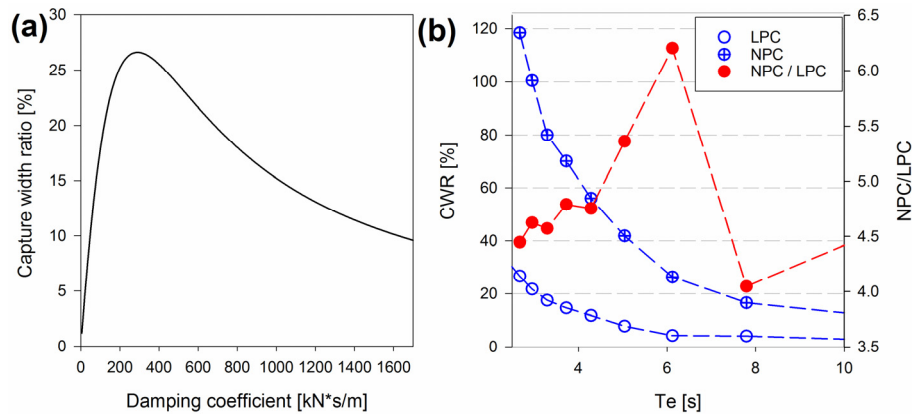 (a)
30
25
20
15
10
5
0
Capture width ratio [%]
0 200 400 600 800 1000 1200 1400 1600
Damping coefficient [kN*s/m]
(b)
120
100
80
60
40
20
0
CWR [%]
LPC
NPC
NPC / LPC
6.5
6.0
5.5
5.0
4.5
4.0
3.5
NPC/LPC
4 6 8 10
Te [s]